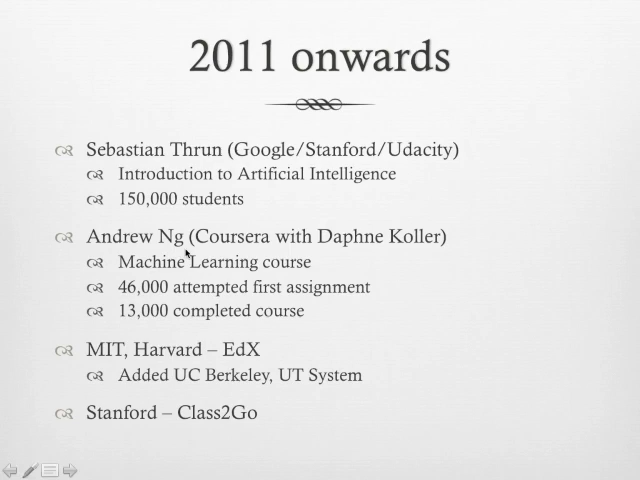 2011 onwards
Sebastian Thrun (Google/Stanford/Udacity)
Introduction to Artificial Intelligence
150,000 students
Andrew Ng (Coursera with Daphne Koller)
Machine Learning course
46,000 attempted first assignment
13,000 completed course
MIT, Harvard – EdX
Added UC Berkeley, UT System
Stanford – Class2Go